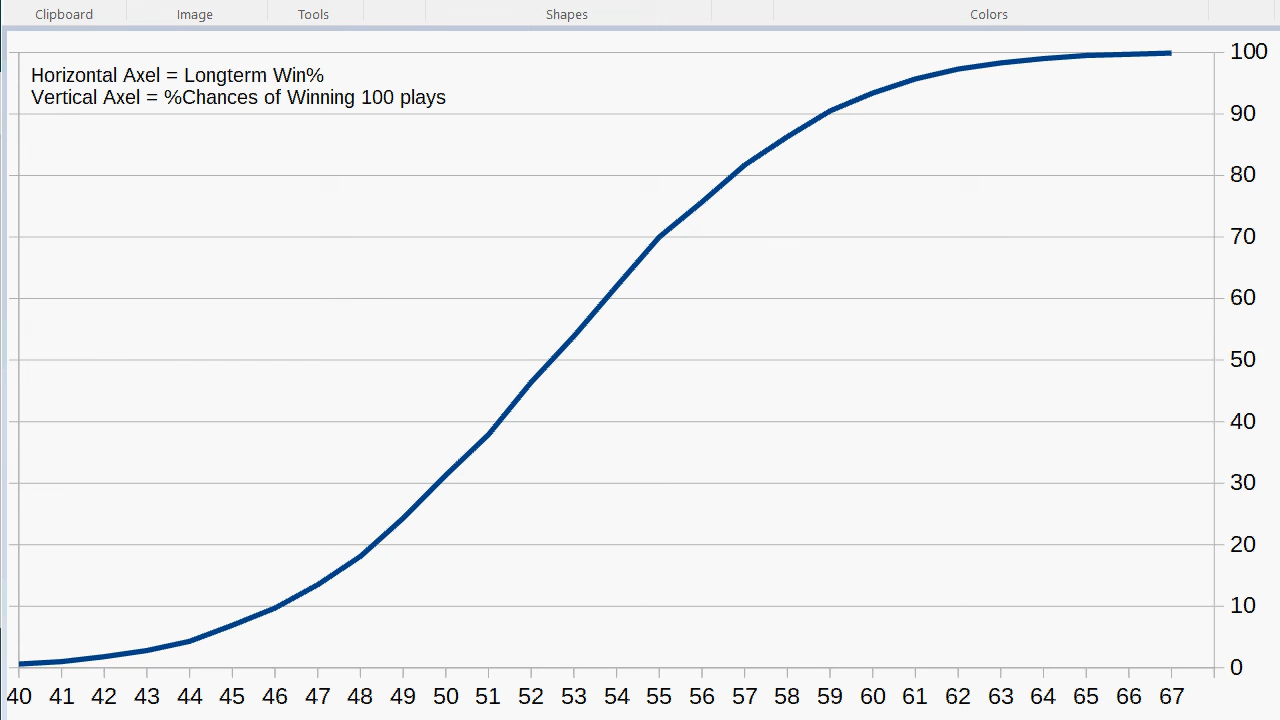 Clipboard Image Tools Shapes Colors
Horizontal Axel = Longterm Win%
Vertical Axel = %Chances of Winning 100 plays
100
90
80
70
60
50
40
30
20
10
0
40 41 42 43 44 45 46 47 48 49 50 51 52 53 54 55 56 57 58 59 60 61 62 63 64 65 66 67